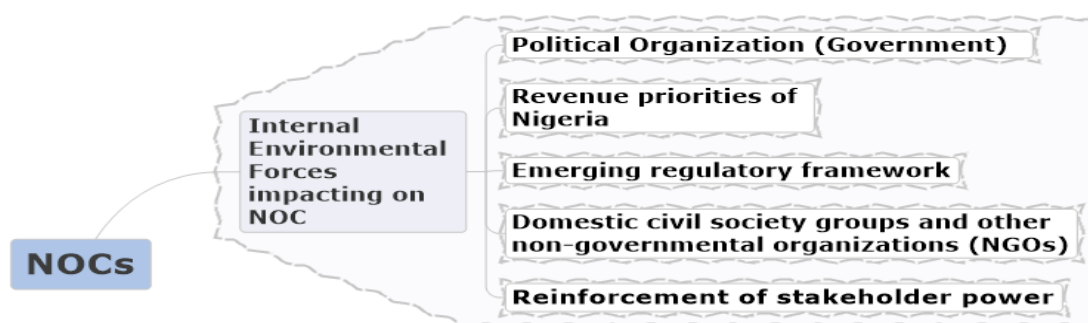 NOCs
Internal
Environmental
Forces
impacting on
NOC
Political Organization (Government)
Revenue priorities of
Nigeria
Emerging regulatory framework
Domestic civil society groups and other
non-governmental organizations (NGOs)
Reinforcement of stakeholder power